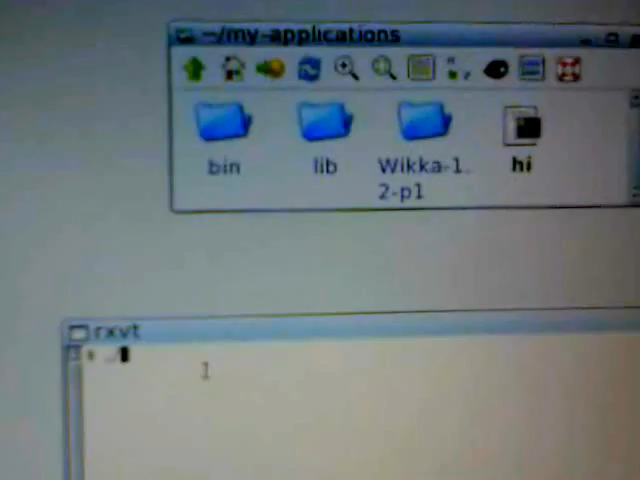 ~/my-applications
bin
lib
Wikka-1.
2-p1
hi
rxvt